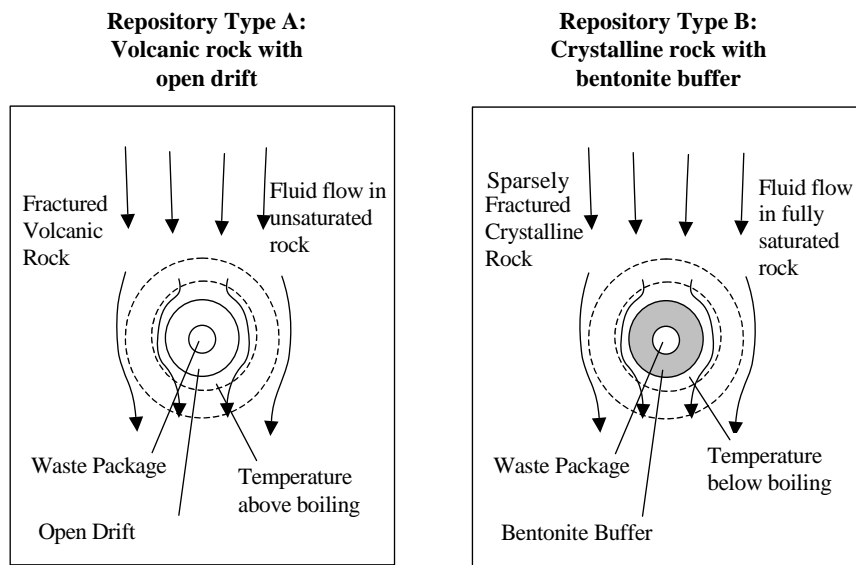 Repository Type A:
Volcanic rock with
open drift
Fractured
Volcanic
Rock
Fluid flow in
unsaturated
rock
Waste Package
Temperature
above boiling
Open Drift
Repository Type B:
Crystalline rock with
bentonite buffer
Sparsely
Fractured
Crystalline
Rock
Fluid flow
in fully
saturated
rock
Waste Package
Temperature
below boiling
Bentonite Buffer